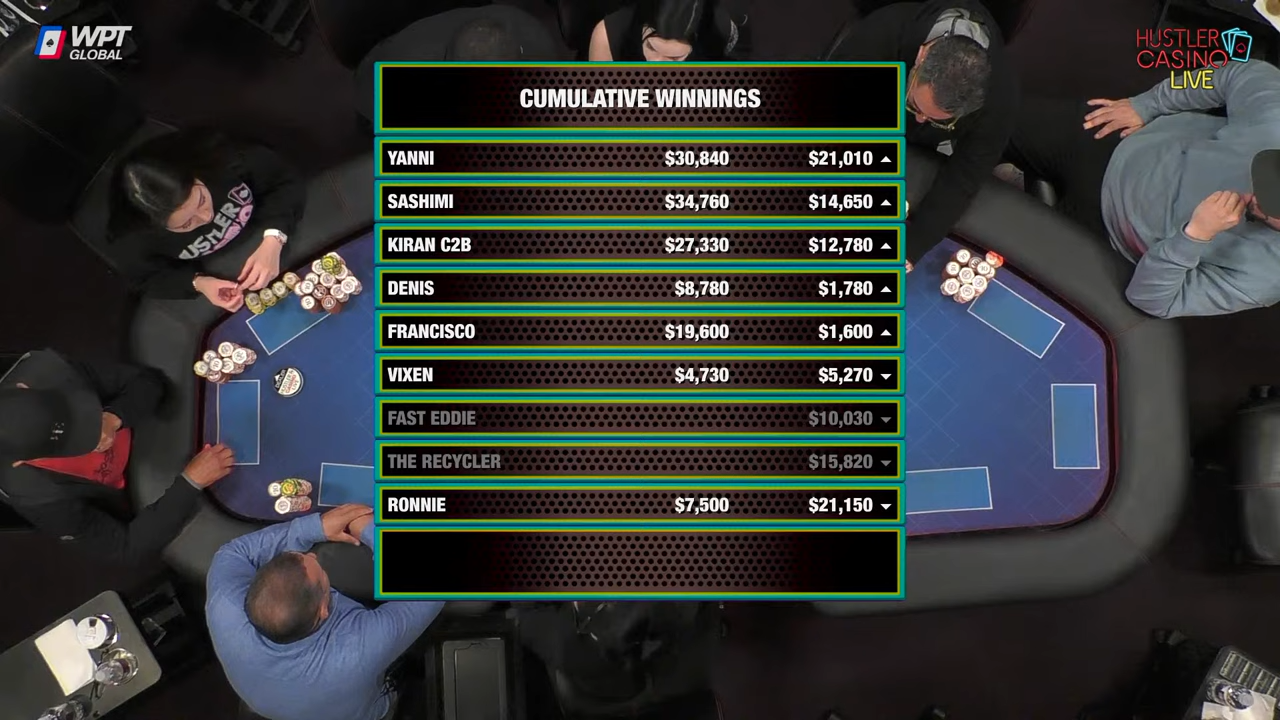 WPT
GLOBAL
HUSTLER
CASINO
LIVE
CUMULATIVE WINNINGS
YANNI $30,840 $21,010 ▲
SASHIMI $34,760 $14,650 ▲
KIRAN C2B $27,330 $12,780 ▲
DENIS $8,780 $1,780 ▲
FRANCISCO $19,600 $1,600 ▲
VIXEN $4,730 $5,270 ▼
FAST EDDIE $10,030 ▼
THE RECYCLER $15,820 ▼
RONNIE $7,500 $21,150 ▼
HUSTLER